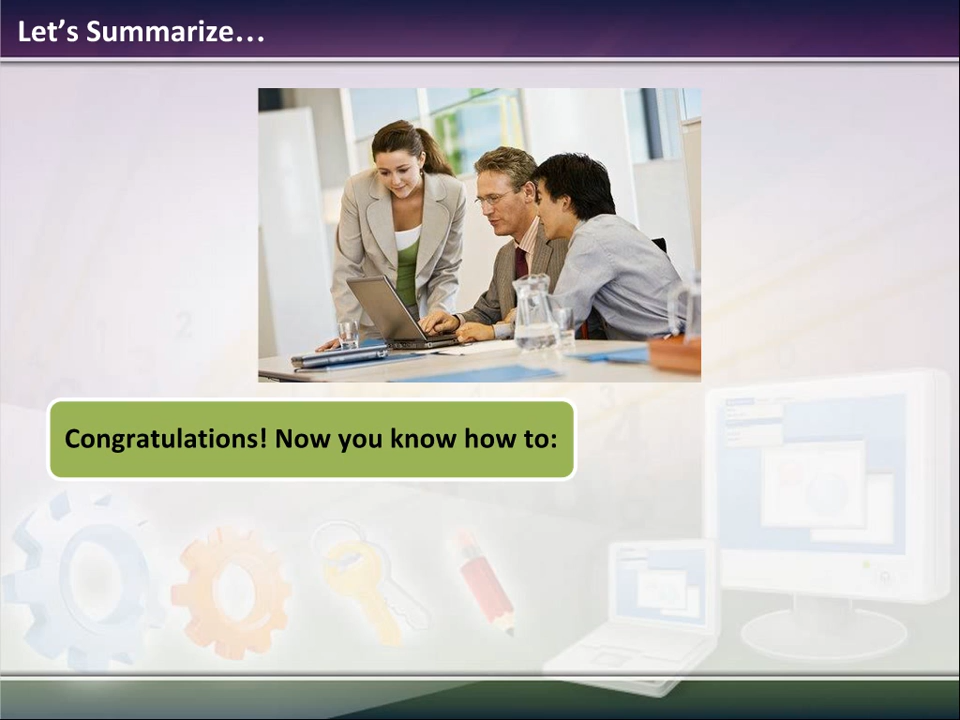 Let’s Summarize…
Congratulations! Now you know how to: